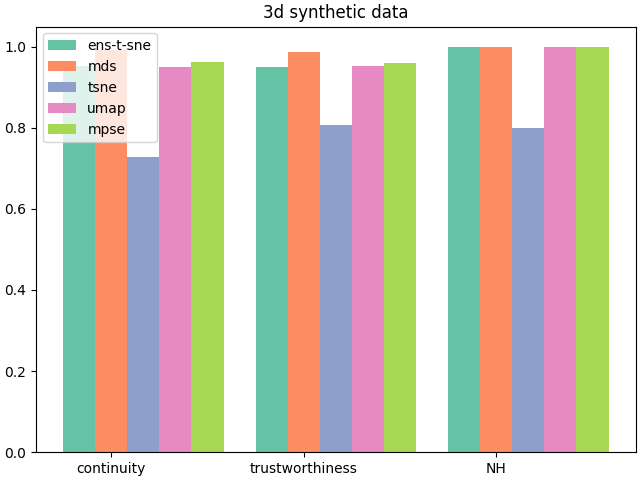 3d synthetic data
1.0
0.8
0.6
0.4
0.2
0.0
ens-t-sne
mds
tsne
umap
mpse
continuity trustworthiness NH